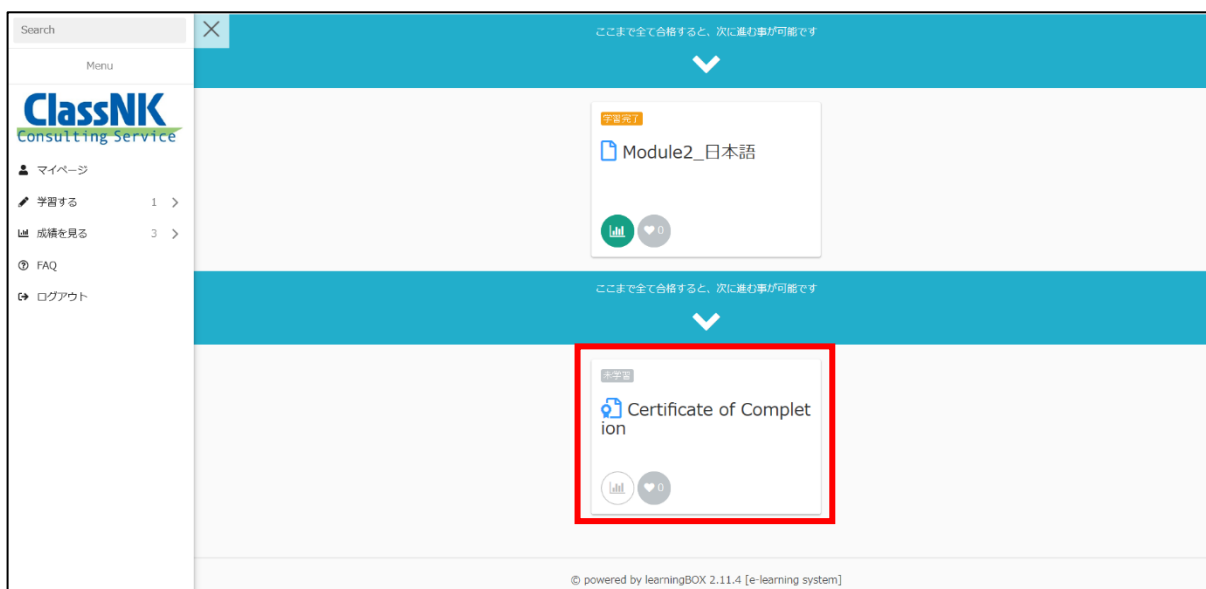 Search
Menu
ClassNK
Consulting Service
マイページ
学習する 1
成績を見る 3
FAQ
ログアウト
ここまで全て合格すると、次に進む事が可能です
学習完了
Module2_日本語
0
ここまで全て合格すると、次に進む事が可能です
未学習
Certificate of Complet
ion
0
© powered by learningBOX 2.11.4 [e-learning system]